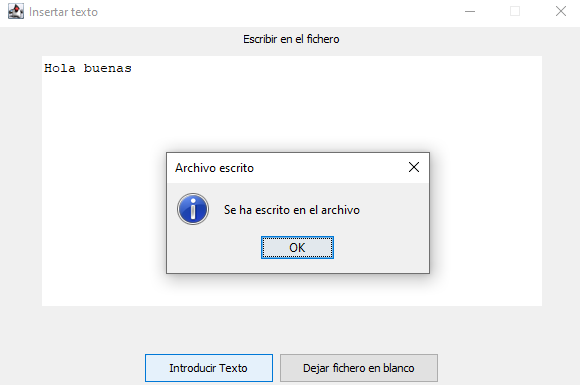 Insertar texto
Escribir en el fichero
Hola buenas
Archivo escrito
Se ha escrito en el archivo
OK
Introducir Texto
Dejar fichero en blanco